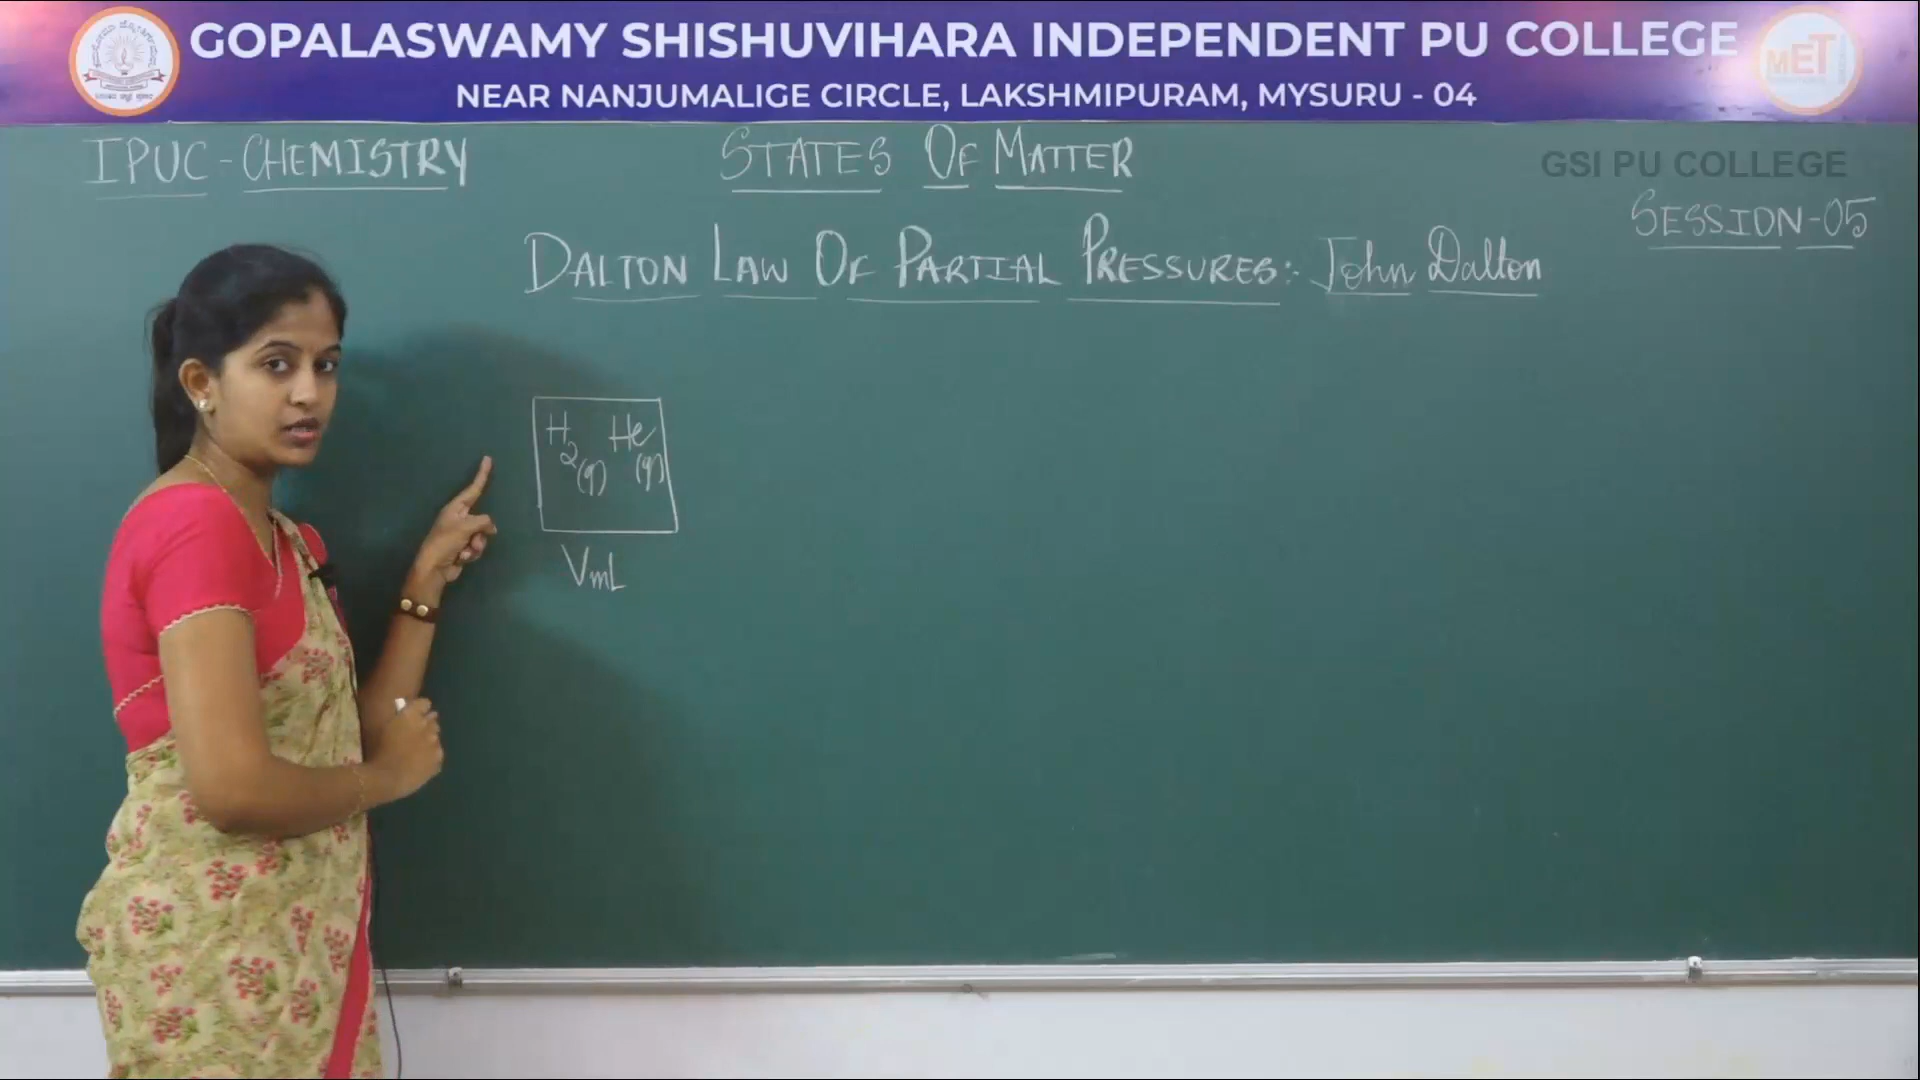 GOPALASWAMY SHISHUVIHARA INDEPENDENT PU COLLEGE
MET
NEAR NANJUMALIGE CIRCLE, LAKSHMIPURAM, MYSURU - 04
IPUC - CHEMISTRY
STATES OF MATTER
GSI PU COLLEGE
SESSION-05
DALTON LAW OF PARTIAL PRESSURES:- John Dalton
H2(g) He(g)
VmL